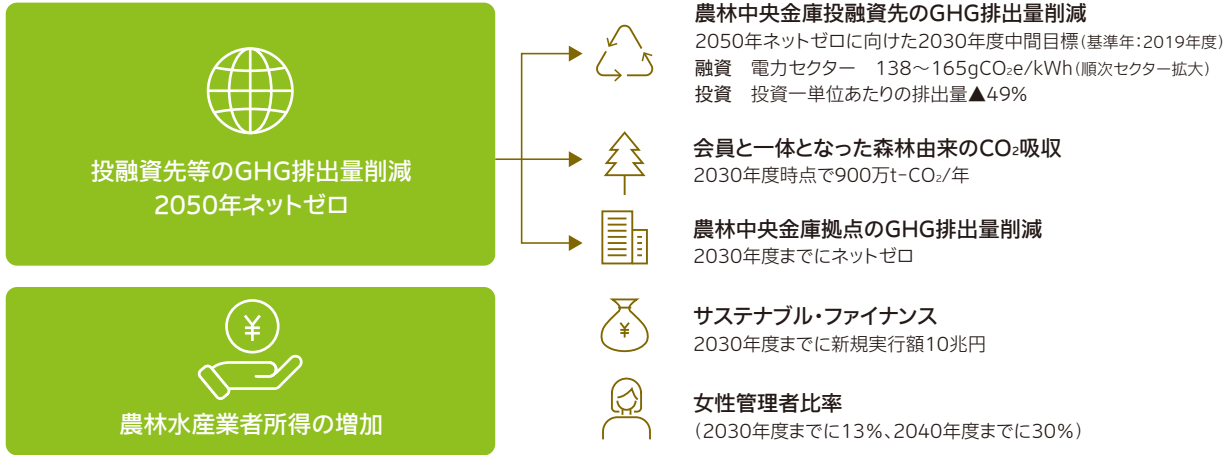 投融資先等のGHG排出量削減
2050年ネットゼロ
農林中央金庫投融資先のGHG排出量削減
2050年ネットゼロに向けた2030年度中間目標(基準年:2019年度)
融資 電力セクター 138～165gCO₂e/kWh(順次セクター拡大)
投資 投資一単位あたりの排出量▲49%
会員と一体となった森林由来のCO₂吸収
2030年度時点で900万t-CO₂/年
農林中央金庫拠点のGHG排出量削減
2030年度までにネットゼロ
¥
農林水産業者所得の増加
¥
サステナブル・ファイナンス
2030年度までに新規実行額10兆円
女性管理者比率
(2030年度までに13%、2040年度までに30%)